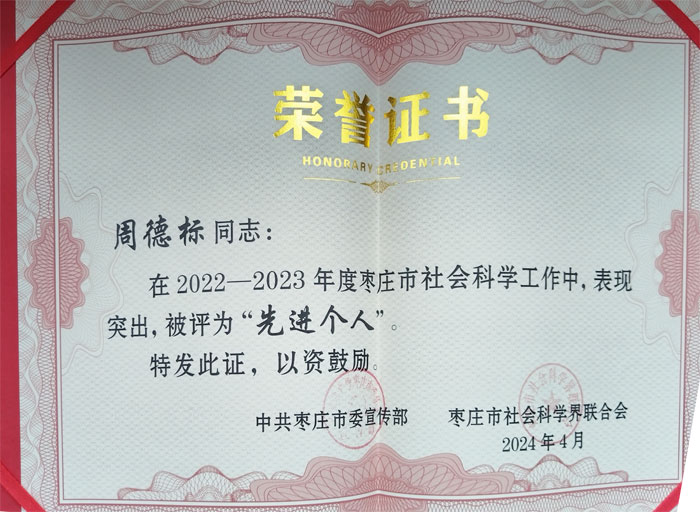 荣誉证书
HONORARY CREDENTIAL
周德标同志：
在2022—2023年度枣庄市社会科学工作中，表现
突出，被评为“先进个人”。
特发此证，以资鼓励。
中共枣庄市委宣传部 枣庄市社会科学界联合会
2024年4月